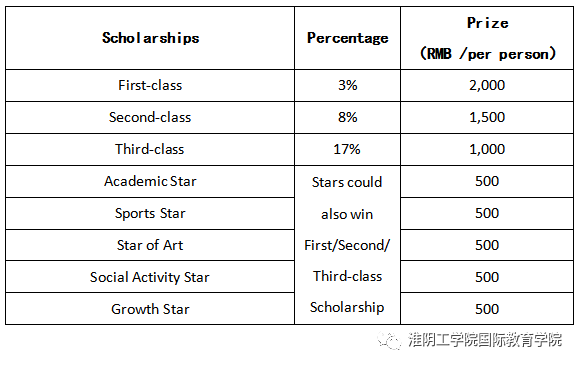 Scholarships Percentage Prize
(RMB /per person)
First-class 3% 2,000
Second-class 8% 1,500
Third-class 17% 1,000
Academic Star Stars could 500
Sports Star also win 500
Star of Art First/Second/ 500
Social Activity Star Third-class 500
Growth Star Scholarship 500
淮阴工学院国际教育学院